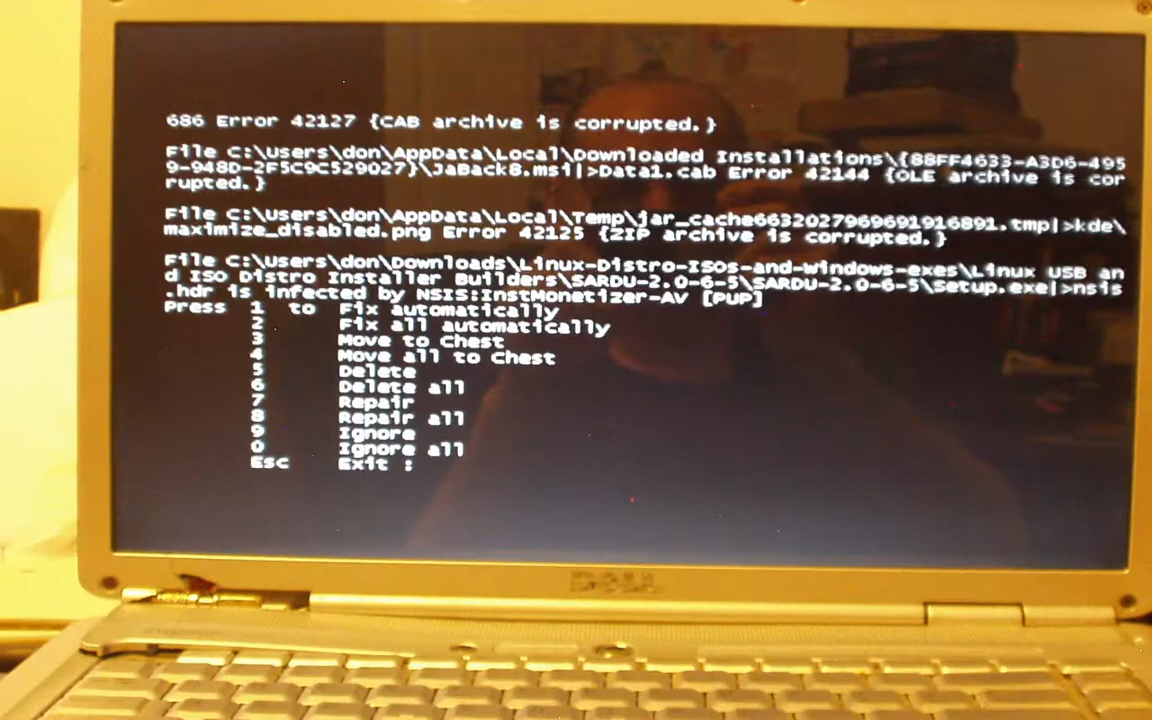 686 Error 42127 {CAB archive is corrupted.}
File C:\Users\don\AppData\Local\Downloaded Installations\{88FF4633-A3D6-495
9-948D-2F5C9C529027}\JaBack8.msi|>Data1.cab Error 42144 {OLE archive is cor
rupted.}
File C:\Users\don\AppData\Local\Temp\jar_cache6632027969691916891.tmp|>kde\
maximize_disabled.png Error 42125 {ZIP archive is corrupted.}
File C:\Users\don\Downloads\Linux-Distro-ISOs-and-Windows-exes\Linux USB an
d ISO Distro Installer Builders\SARDU-2.0-6-5\SARDU-2.0-6-5\Setup.exe|>nsis
.hdr is infected by NSIS:InstMonetizer-AV [PUP]
Press 1 to Fix automatically
2 Fix all automatically
3 Move to Chest
4 Move all to Chest
5 Delete
6 Delete all
7 Repair
8 Repair all
9 Ignore
0 Ignore all
Esc Exit :